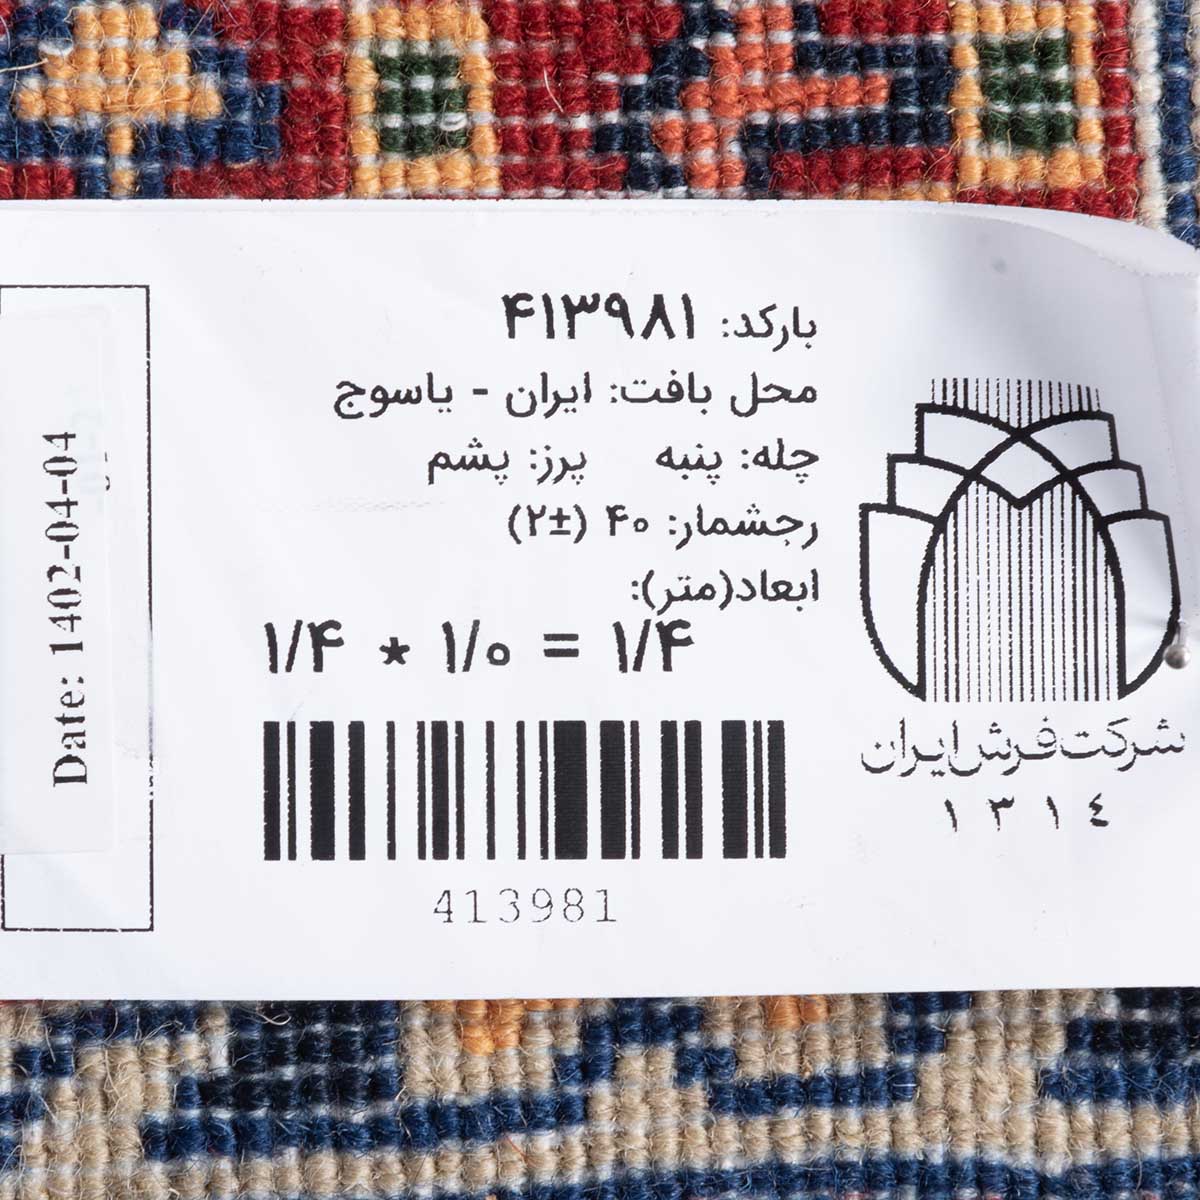 بارکد: ۴۱۳۹۸۱
محل بافت: ایران - یاسوج
چله: پنبه پرز: پشم
رجشمار: ۴۰ (±۲)
ابعاد(متر):
۱/۴ * ۱/۰ = ۱/۴
413981
شرکت فرش ایران
١٣١٤
Date: 1402-04-04